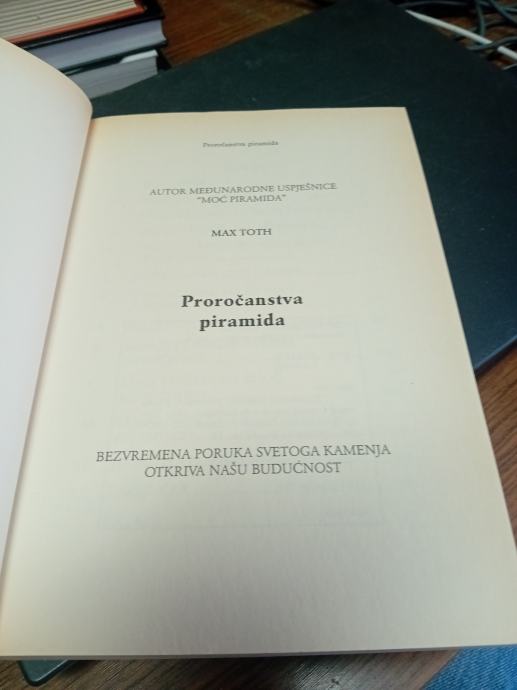 Proročanstva piramida
AUTOR MEĐUNARODNE USPJEŠNICE
"MOĆ PIRAMIDA"
MAX TOTH
Proročanstva
piramida
BEZVREMENA PORUKA SVETOGA KAMENJA
OTKRIVA NAŠU BUDUĆNOST